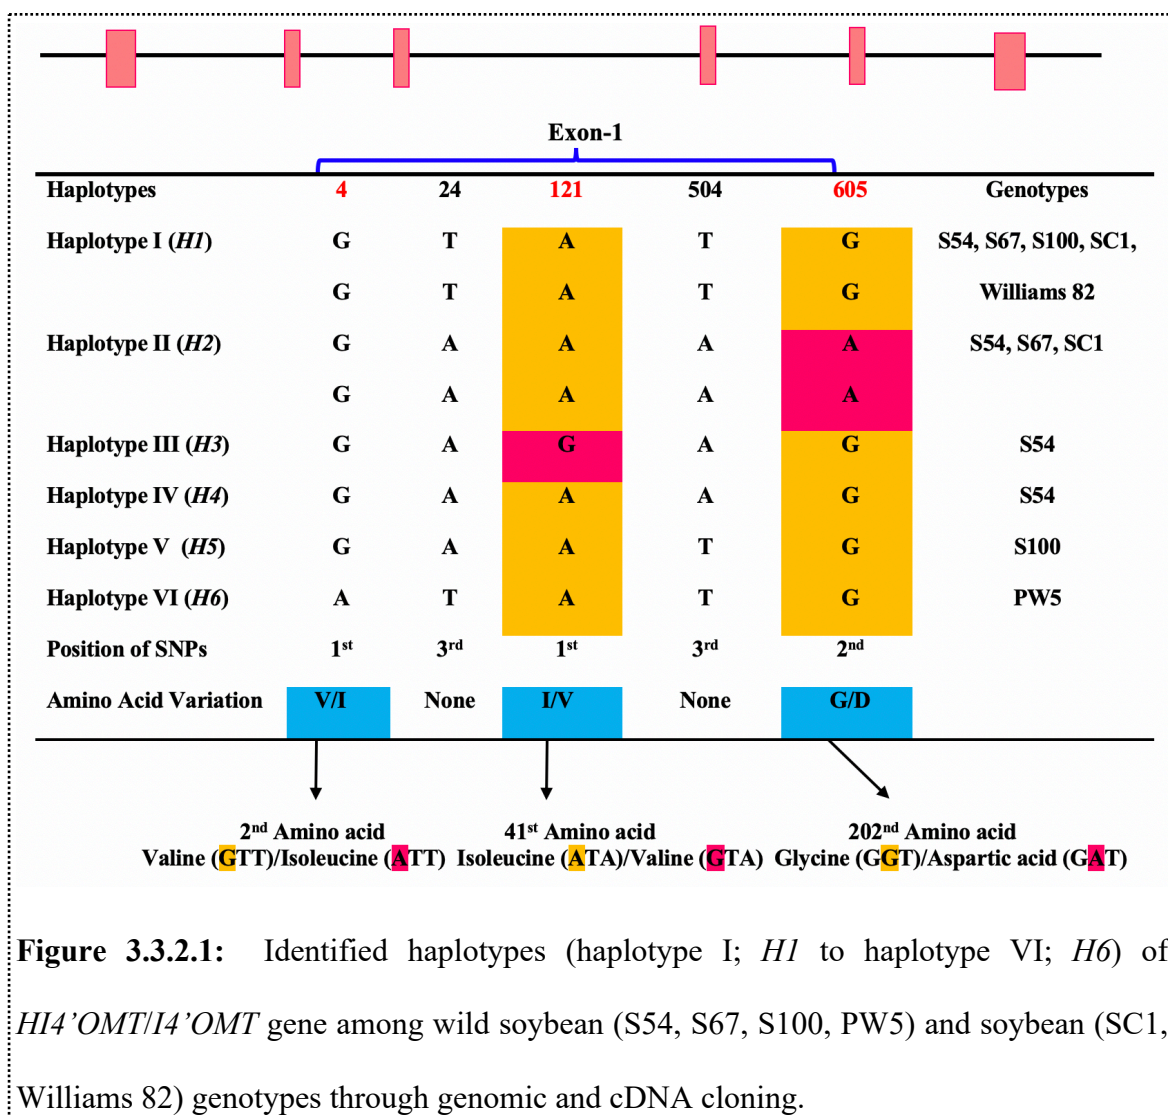 Exon-1
Haplotypes 4 24 121 504 605 Genotypes
Haplotype I (H1) G T A T G S54, S67, S100, SC1,
G T A T G Williams 82
Haplotype II (H2) G A A A A S54, S67, SC1
G A A A A
Haplotype III (H3) G A G A G S54
Haplotype IV (H4) G A A A G S54
Haplotype V (H5) G A A T G S100
Haplotype VI (H6) A T A T G PW5
Position of SNPs 1st 3rd 1st 3rd 2nd
Amino Acid Variation V/I None I/V None G/D
2nd Amino acid 41st Amino acid 202nd Amino acid
Valine (GTT)/Isoleucine (ATT) Isoleucine (ATA)/Valine (GTA) Glycine (GGT)/Aspartic acid (GAT)
Figure 3.3.2.1: Identified haplotypes (haplotype I; H1 to haplotype VI; H6) of
HI4’OMT/I4’OMT gene among wild soybean (S54, S67, S100, PW5) and soybean (SC1,
Williams 82) genotypes through genomic and cDNA cloning.